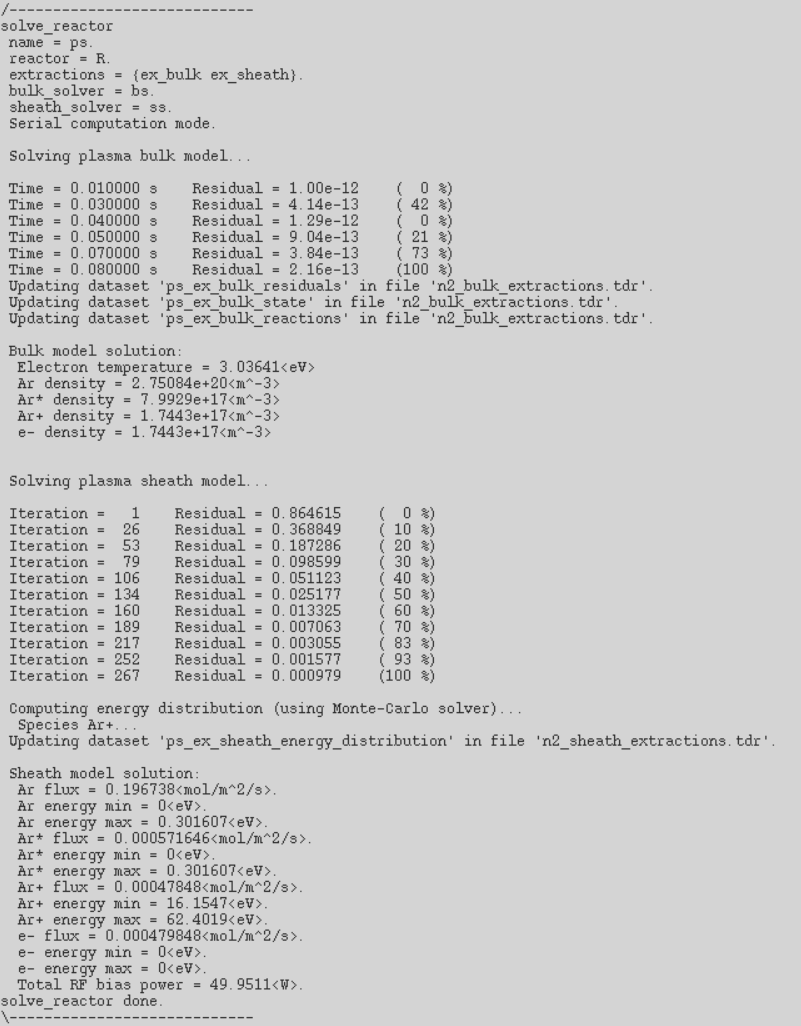 /---------------------------
solve_reactor
name = ps.
reactor = R.
extractions = {ex_bulk ex_sheath}.
bulk_solver = bs.
sheath_solver = ss.
Serial computation mode.
Solving plasma bulk model...
Time = 0.010000 s    Residual = 1.00e-12    (  0 %)
Time = 0.030000 s    Residual = 4.14e-13    ( 42 %)
Time = 0.040000 s    Residual = 1.29e-12    (  0 %)
Time = 0.050000 s    Residual = 9.04e-13    ( 21 %)
Time = 0.070000 s    Residual = 3.84e-13    ( 73 %)
Time = 0.080000 s    Residual = 2.16e-13    (100 %)
Updating dataset 'ps_ex_bulk_residuals' in file 'n2_bulk_extractions.tdr'.
Updating dataset 'ps_ex_bulk_state' in file 'n2_bulk_extractions.tdr'.
Updating dataset 'ps_ex_bulk_reactions' in file 'n2_bulk_extractions.tdr'.
Bulk model solution:
Electron temperature = 3.03641<eV>
Ar density = 2.75084e+20<m^-3>
Ar* density = 7.9929e+17<m^-3>
Ar+ density = 1.7443e+17<m^-3>
e- density = 1.7443e+17<m^-3>
Solving plasma sheath model...
Iteration =   1    Residual = 0.864615    (  0 %)
Iteration =  26    Residual = 0.368849    ( 10 %)
Iteration =  53    Residual = 0.187286    ( 20 %)
Iteration =  79    Residual = 0.098599    ( 30 %)
Iteration = 106    Residual = 0.051123    ( 40 %)
Iteration = 134    Residual = 0.025177    ( 50 %)
Iteration = 160    Residual = 0.013325    ( 60 %)
Iteration = 189    Residual = 0.007063    ( 70 %)
Iteration = 217    Residual = 0.003055    ( 83 %)
Iteration = 252    Residual = 0.001577    ( 93 %)
Iteration = 267    Residual = 0.000979    (100 %)
Computing energy distribution (using Monte-Carlo solver)...
Species Ar+...
Updating dataset 'ps_ex_sheath_energy_distribution' in file 'n2_sheath_extractions.tdr'.
Sheath model solution:
Ar flux = 0.196738<mol/m^2/s>.
Ar energy min = 0<eV>.
Ar energy max = 0.301607<eV>.
Ar* flux = 0.000571646<mol/m^2/s>.
Ar* energy min = 0<eV>.
Ar* energy max = 0.301607<eV>.
Ar+ flux = 0.00047848<mol/m^2/s>.
Ar+ energy min = 16.1547<eV>.
Ar+ energy max = 62.4019<eV>.
e- flux = 0.000479848<mol/m^2/s>.
e- energy min = 0<eV>.
e- energy max = 0<eV>.
Total RF bias power = 49.9511<W>.
solve_reactor done.
\---------------------------